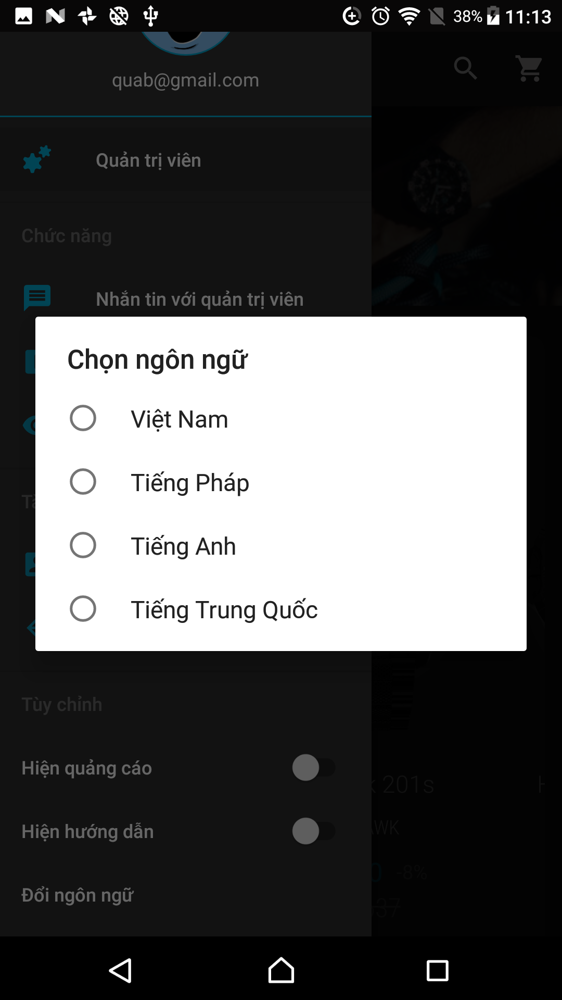 38% 11:13
quab@gmail.com
Quản trị viên
Chức năng
Nhắn tin với quản trị viên
Chọn ngôn ngữ
Việt Nam
Tiếng Pháp
Tiếng Anh
Tiếng Trung Quốc
Tùy chỉnh
Hiện quảng cáo
201s
Hiện hướng dẫn
-8%
Đổi ngôn ngữ